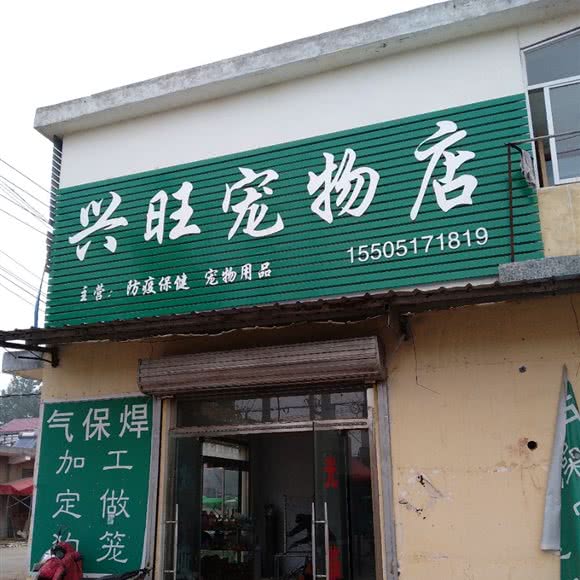 兴旺宠物店
主营：防疫保健 宠物用品
15505171819
气保焊
加工
定做
狗笼